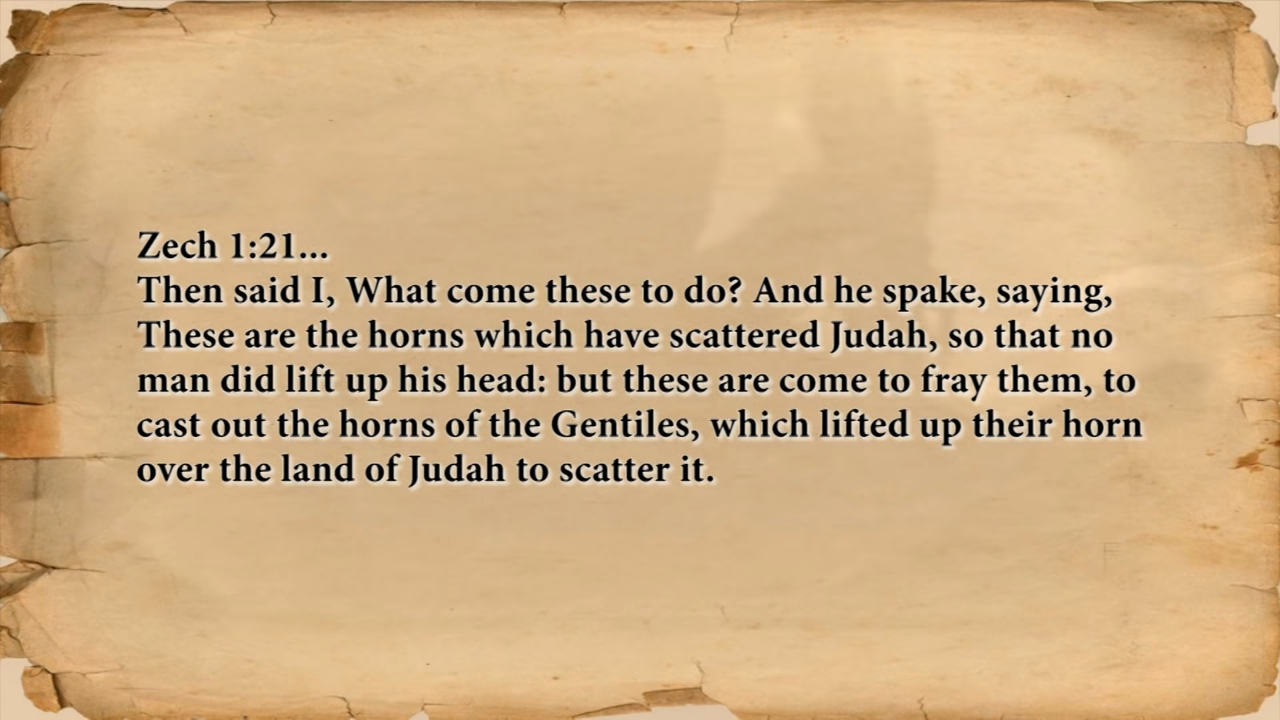 Zech 1:21...
Then said I, What come these to do? And he spake, saying,
These are the horns which have scattered Judah, so that no
man did lift up his head: but these are come to fray them, to
cast out the horns of the Gentiles, which lifted up their horn
over the land of Judah to scatter it.